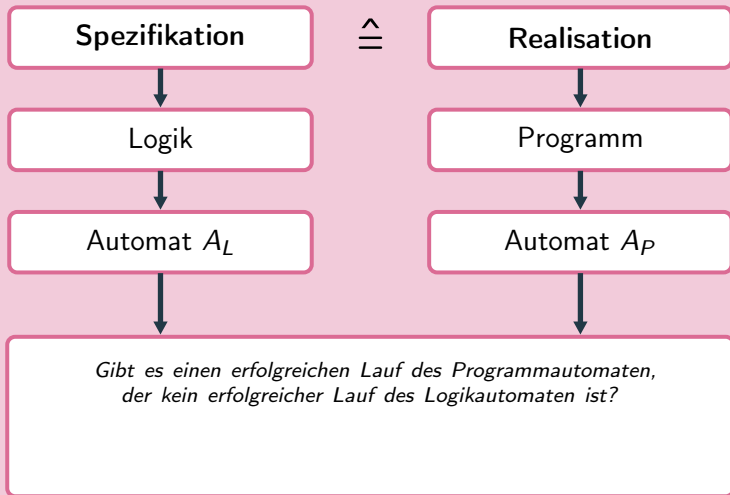 Spezifikation ≙ Realisation
Logik Programm
Automat A_L Automat A_P
Gibt es einen erfolgreichen Lauf des Programmautomaten,
der kein erfolgreicher Lauf des Logikautomaten ist?